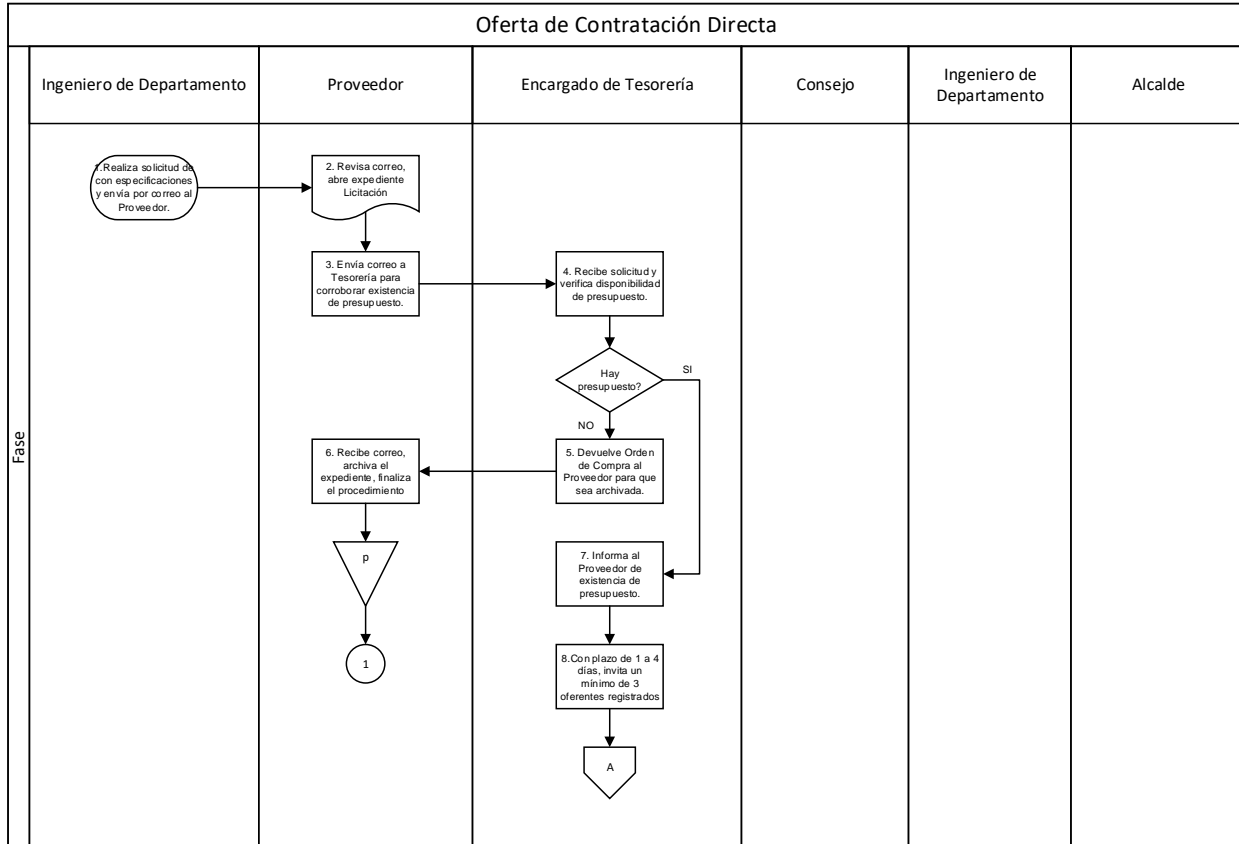 Oferta de Contratación Directa
Fase
Ingeniero de Departamento
Proveedor
Encargado de Tesorería
Consejo
Ingeniero de
Departamento
Alcalde
1.Realiza solicitud de
con especificaciones
y envía por correo al
Proveedor.
2. Revisa correo,
abre expediente
Licitación
3. Envía correo a
Tesorería para
corroborar existencia
de presupuesto.
4. Recibe solicitud y
verifica disponibilidad
de presupuesto.
Hay
presupuesto?
SI
NO
5. Devuelve Orden
de Compra al
Proveedor para que
sea archivada.
6. Recibe correo,
archiva el
expediente, finaliza
el procedimiento
p
1
7. Informa al
Proveedor de
existencia de
presupuesto.
8.Con plazo de 1 a 4
días, invita un
mínimo de 3
oferentes registrados
A